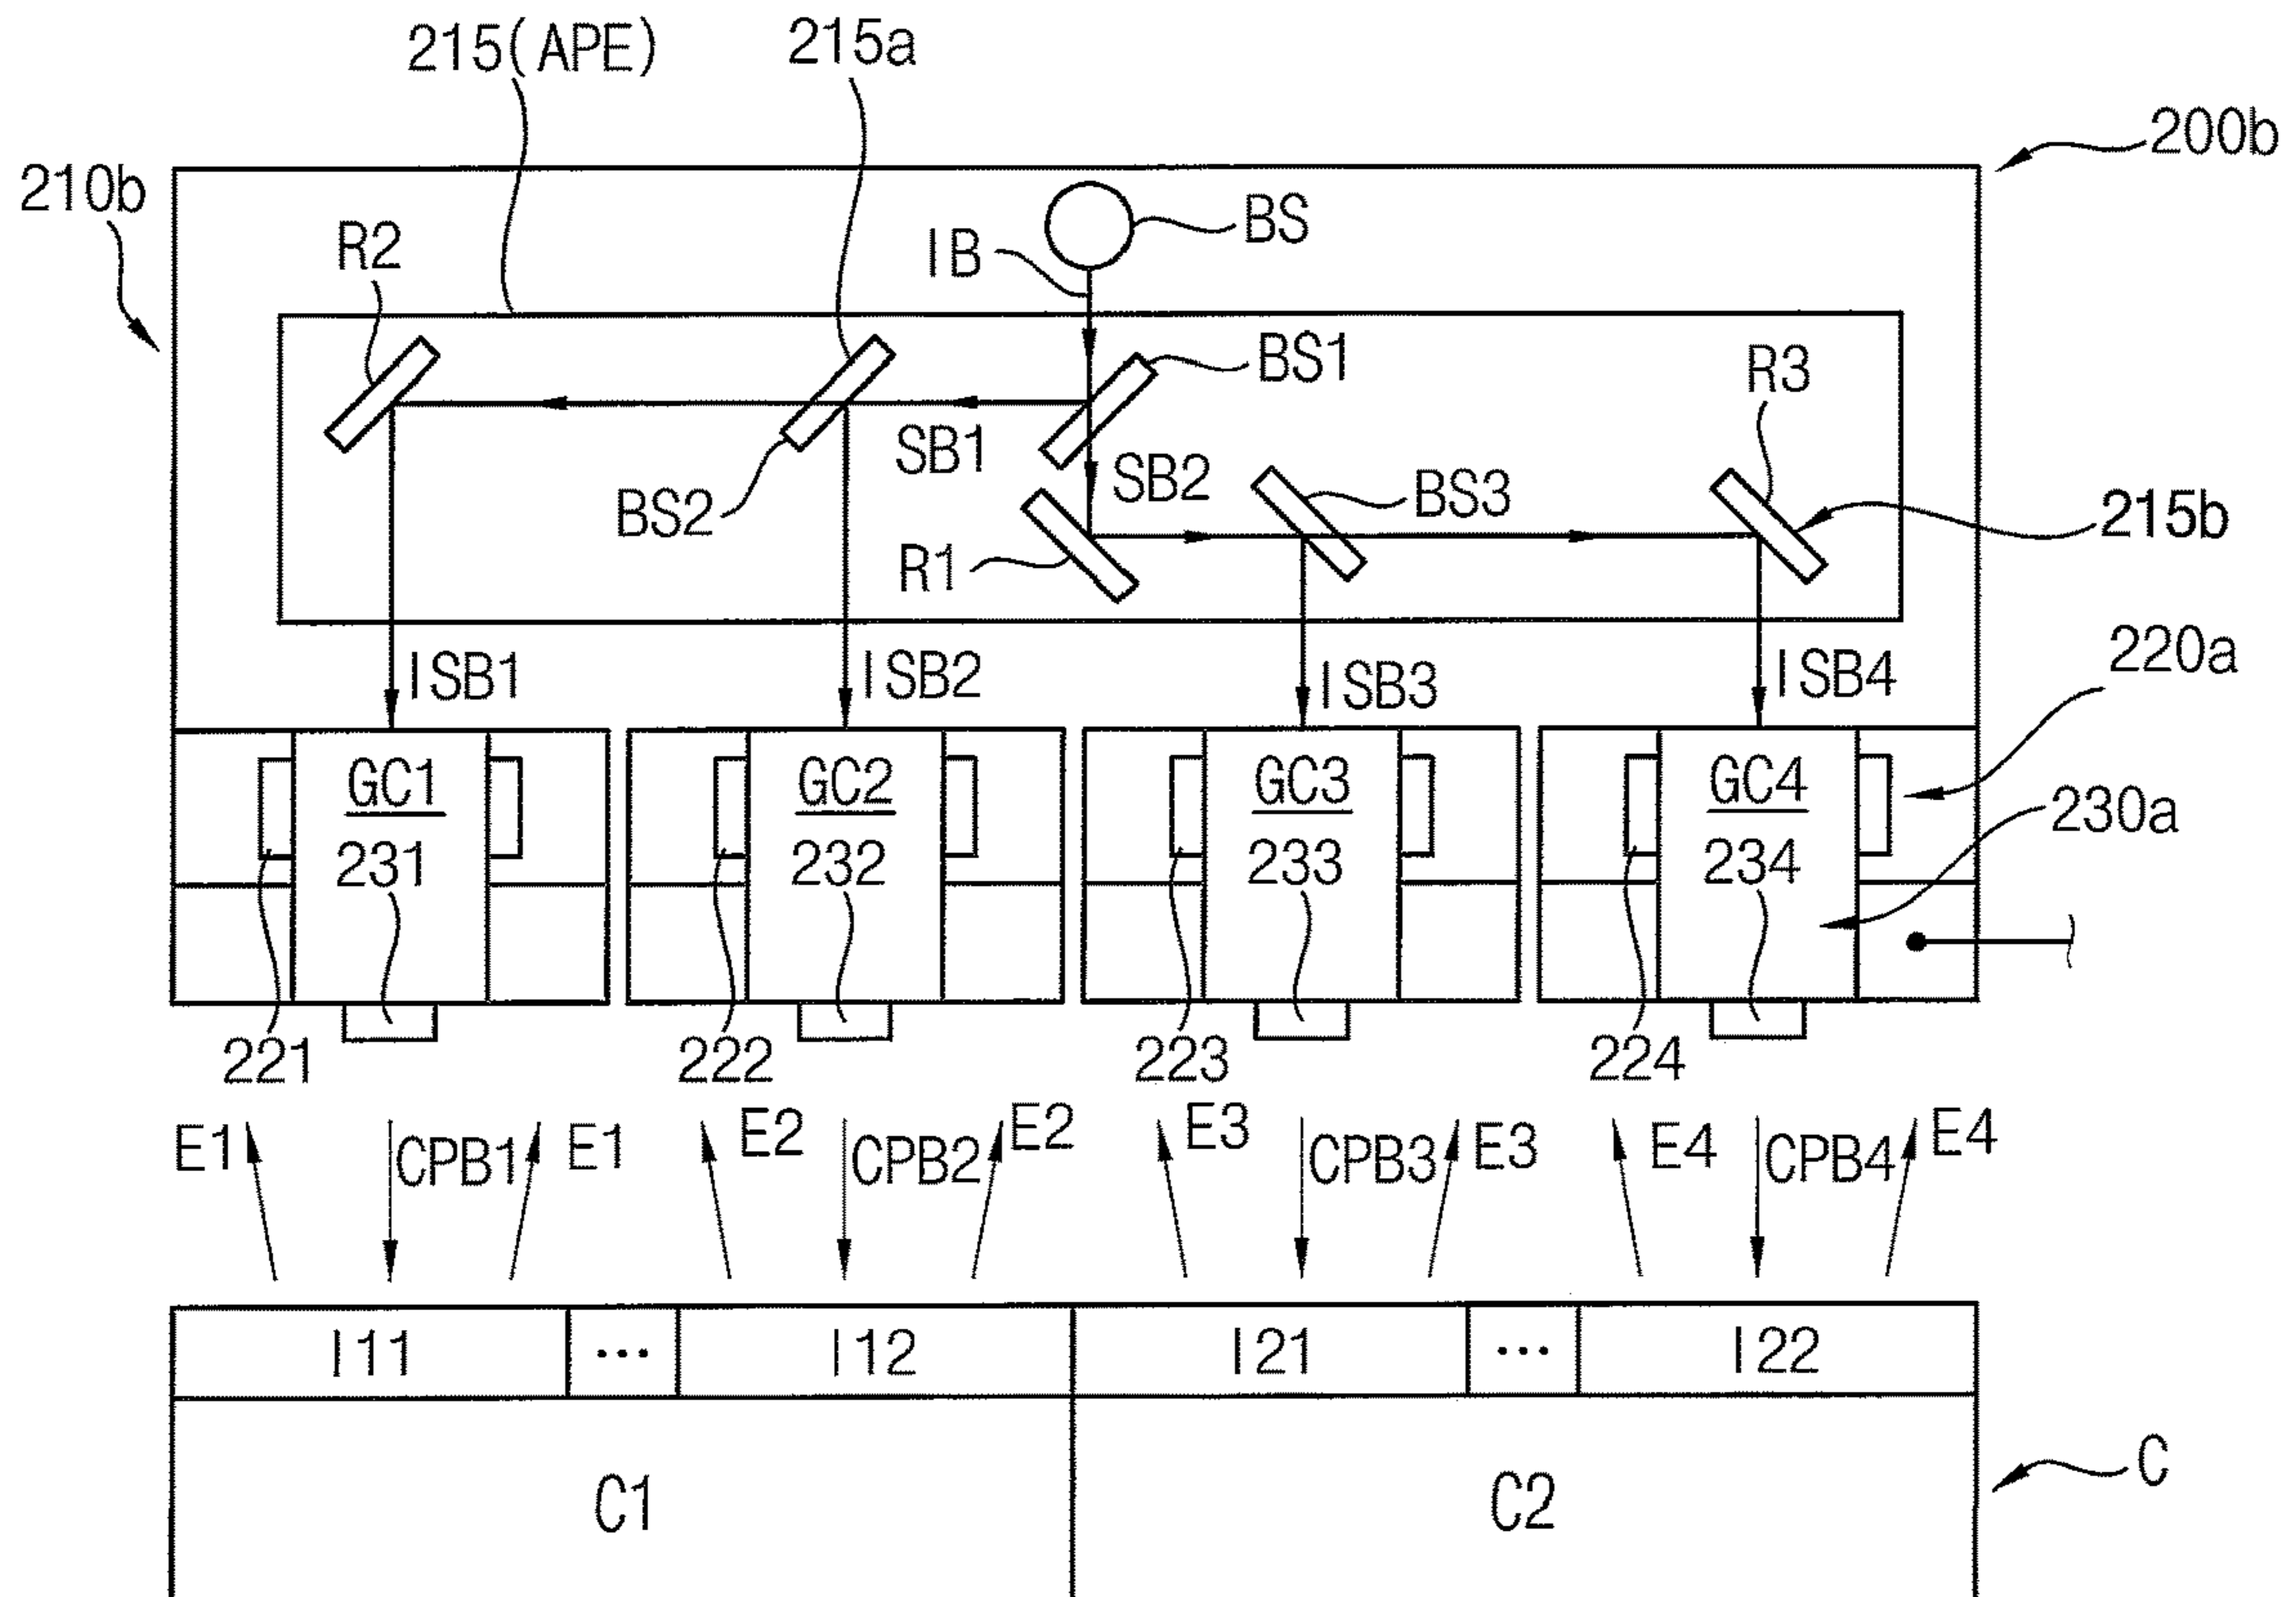 215(APE) 215a
200b
210b
R2 IB BS
BS1 R3
SB1 SB2 BS3
BS2 R1 215b
ISB1 ISB2 ISB3 ISB4 220a
GC1 GC2 GC3 GC4 230a
231 232 233 234
221 222 223 224
E1 CPB1 E1 E2 CPB2 E2 E3 CPB3 E3 E4 CPB4 E4
I11 ... I12 I21 ... I22
C1 C2 C